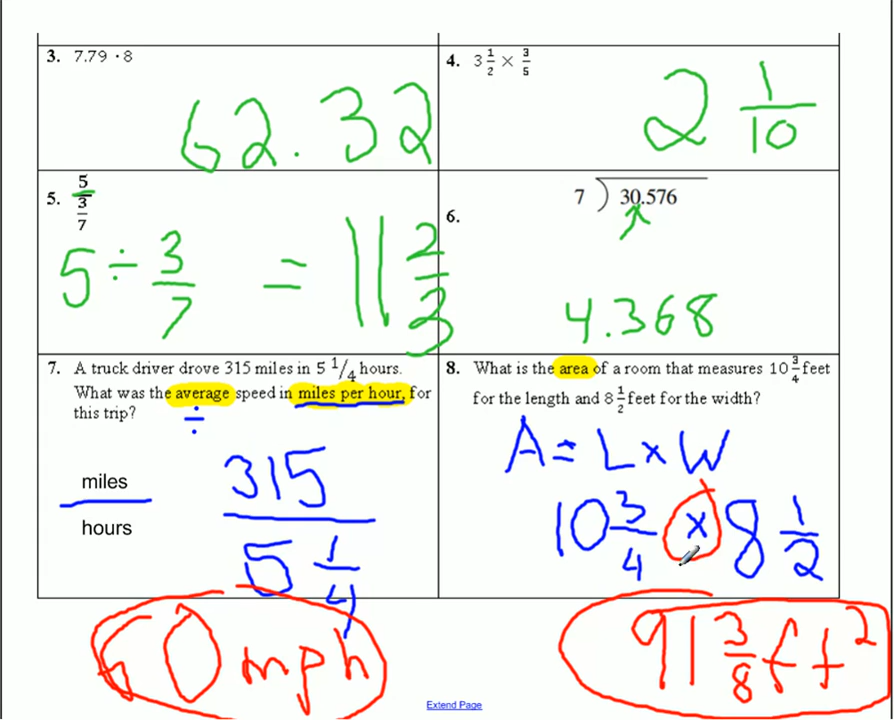 3. 7.79 · 8
62.32
4. 3 1/2 × 3/5
2 1/10
5. 5 / 3/7
5 ÷ 3/7 = 11 2/3
6. 7 ) 30.576
4.368
7. A truck driver drove 315 miles in 5 1/4 hours.
What was the average speed in miles per hour, for
this trip?
÷
miles
hours
315
5 1/4
60 mph
8. What is the area of a room that measures 10 3/4 feet
for the length and 8 1/2 feet for the width?
A = L x W
10 3/4 x 8 1/2
91 3/8 ft²
Extend Page